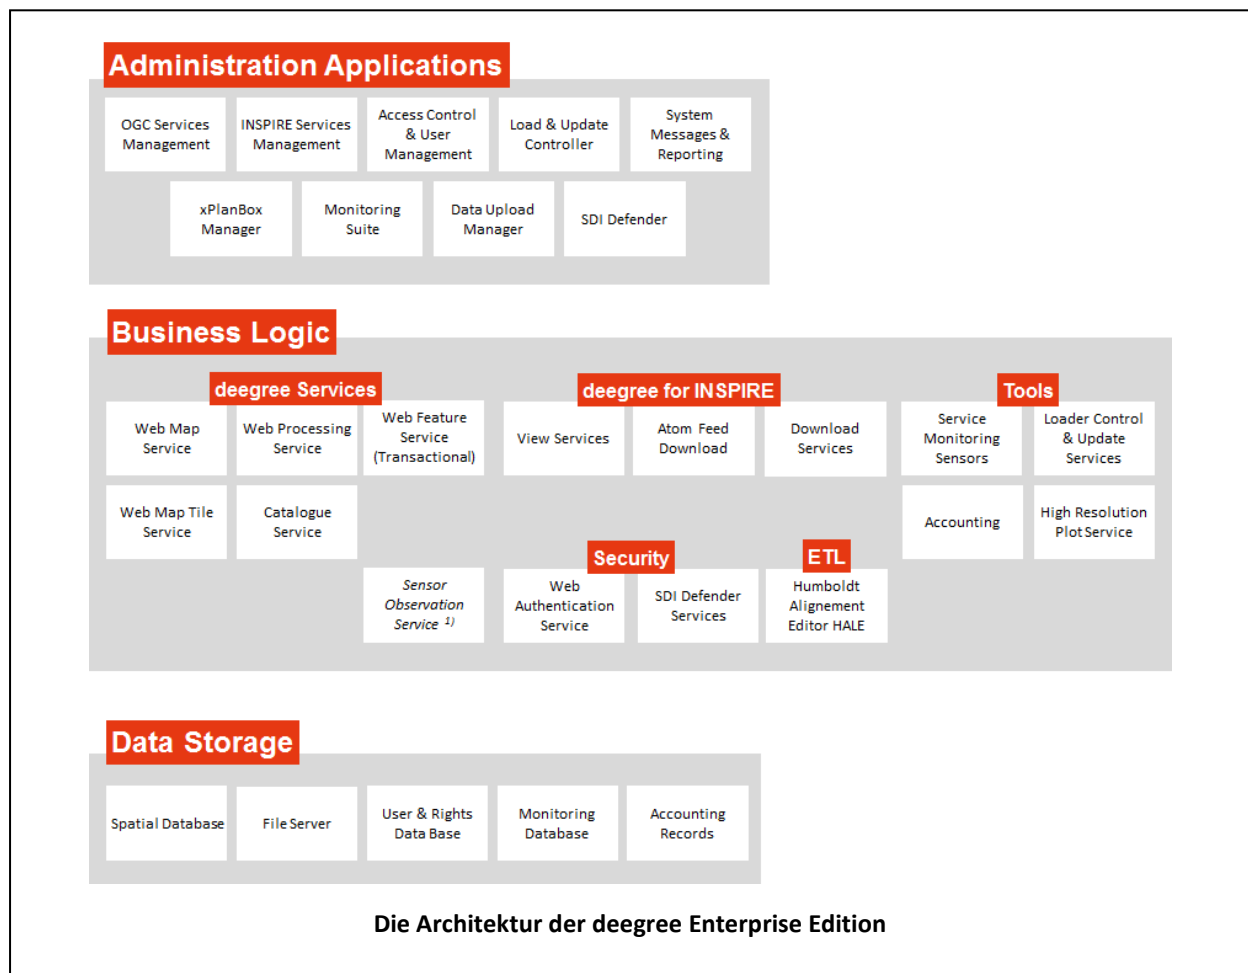 Administration Applications
OGC Services
Management
INSPIRE Services
Management
Access Control
& User
Management
Load & Update
Controller
System
Messages &
Reporting
xPlanBox
Manager
Monitoring
Suite
Data Upload
Manager
SDI Defender
Business Logic
deegree Services
Web Map
Service
Web Processing
Service
Web Feature
Service
(Transactional)
Web Map Tile
Service
Catalogue
Service
Sensor
Observation
Service 1)
deegree for INSPIRE
View Services
Atom Feed
Download
Download
Services
Security
Web
Authentication
Service
SDI Defender
Services
ETL
Humboldt
Alignement
Editor HALE
Tools
Service
Monitoring
Sensors
Loader Control
& Update
Services
Accounting
High Resolution
Plot Service
Data Storage
Spatial Database
File Server
User & Rights
Data Base
Monitoring
Database
Accounting
Records
Die Architektur der deegree Enterprise Edition